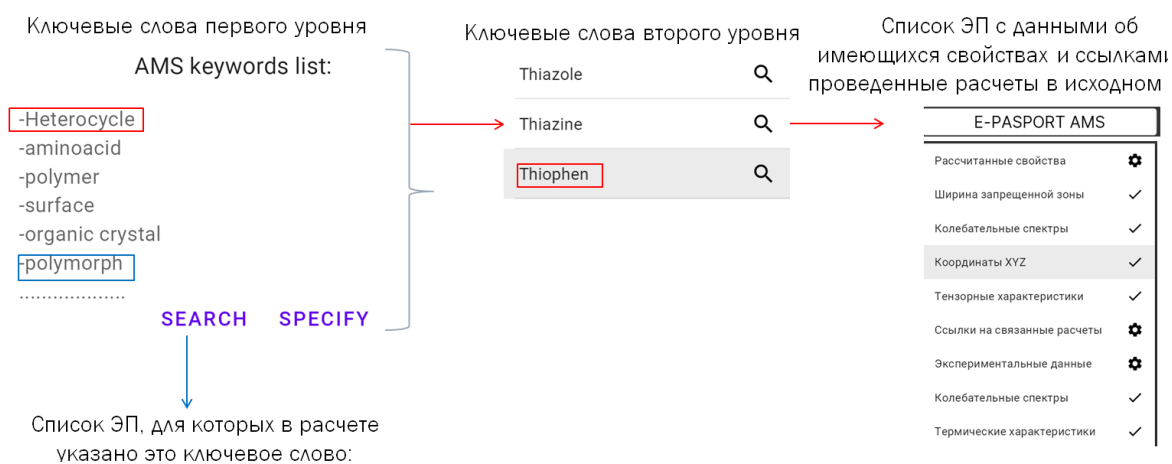 Ключевые слова первого уровня
AMS keywords list:
-Heterocycle
-aminoacid
-polymer
-surface
-organic crystal
-polymorph
...................
SEARCH SPECIFY
Список ЭП, для которых в расчете
указано это ключевое слово:
Ключевые слова второго уровня
Thiazole
Thiazine
Thiophen
Список ЭП с данными об
имеющихся свойствах и ссылками
проведенные расчеты в исходном
E-PASPORT AMS
Рассчитанные свойства
Ширина запрещенной зоны
Колебательные спектры
Координаты XYZ
Тензорные характеристики
Ссылки на связанные расчеты
Экспериментальные данные
Колебательные спектры
Термические характеристики